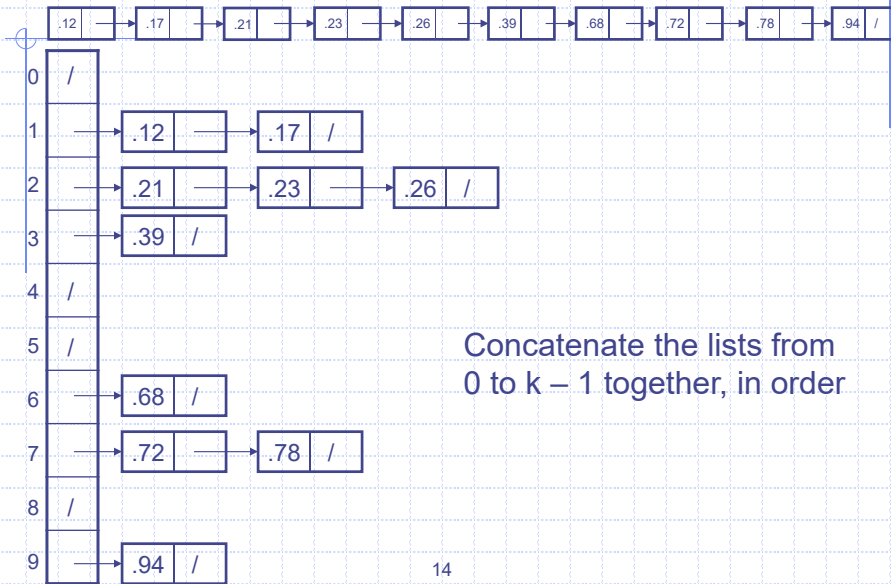 .12 .17 .21 .23 .26 .39 .68 .72 .78 .94 /
0 /
1 .12 .17 /
2 .21 .23 .26 /
3 .39 /
4 /
5 /
Concatenate the lists from
0 to k – 1 together, in order
6 .68 /
7 .72 .78 /
8 /
9 .94 /
14